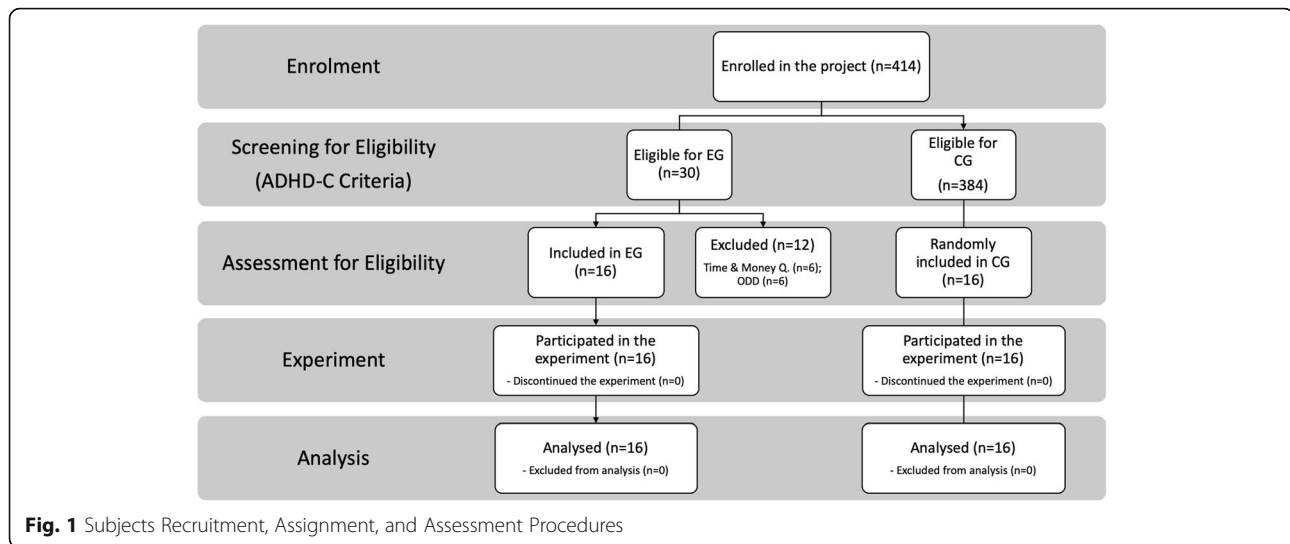 Enrolment
Enrolled in the project (n=414)
Screening for Eligibility
(ADHD-C Criteria)
Eligible for EG
(n=30)
Eligible for
CG
(n=384)
Assessment for Eligibility
Included in EG
(n=16)
Excluded (n=12)
Time & Money Q. (n=6);
ODD (n=6)
Randomly
included in CG
(n=16)
Experiment
Participated in the
experiment (n=16)
- Discontinued the experiment (n=0)
Participated in the
experiment (n=16)
- Discontinued the experiment (n=0)
Analysis
Analysed (n=16)
- Excluded from analysis (n=0)
Analysed (n=16)
- Excluded from analysis (n=0)
Fig. 1 Subjects Recruitment, Assignment, and Assessment Procedures